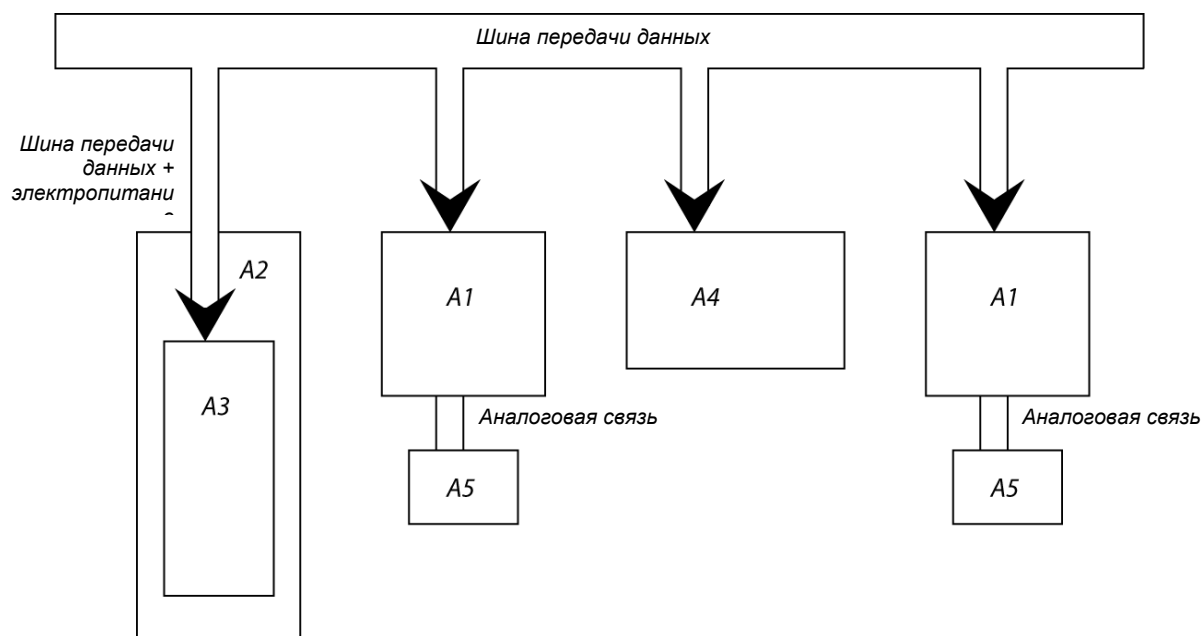 Шина передачи данных
Шина передачи
данных +
электропитани
A2
A1
A4
A1
A3
Аналоговая связь
Аналоговая связь
A5
A5